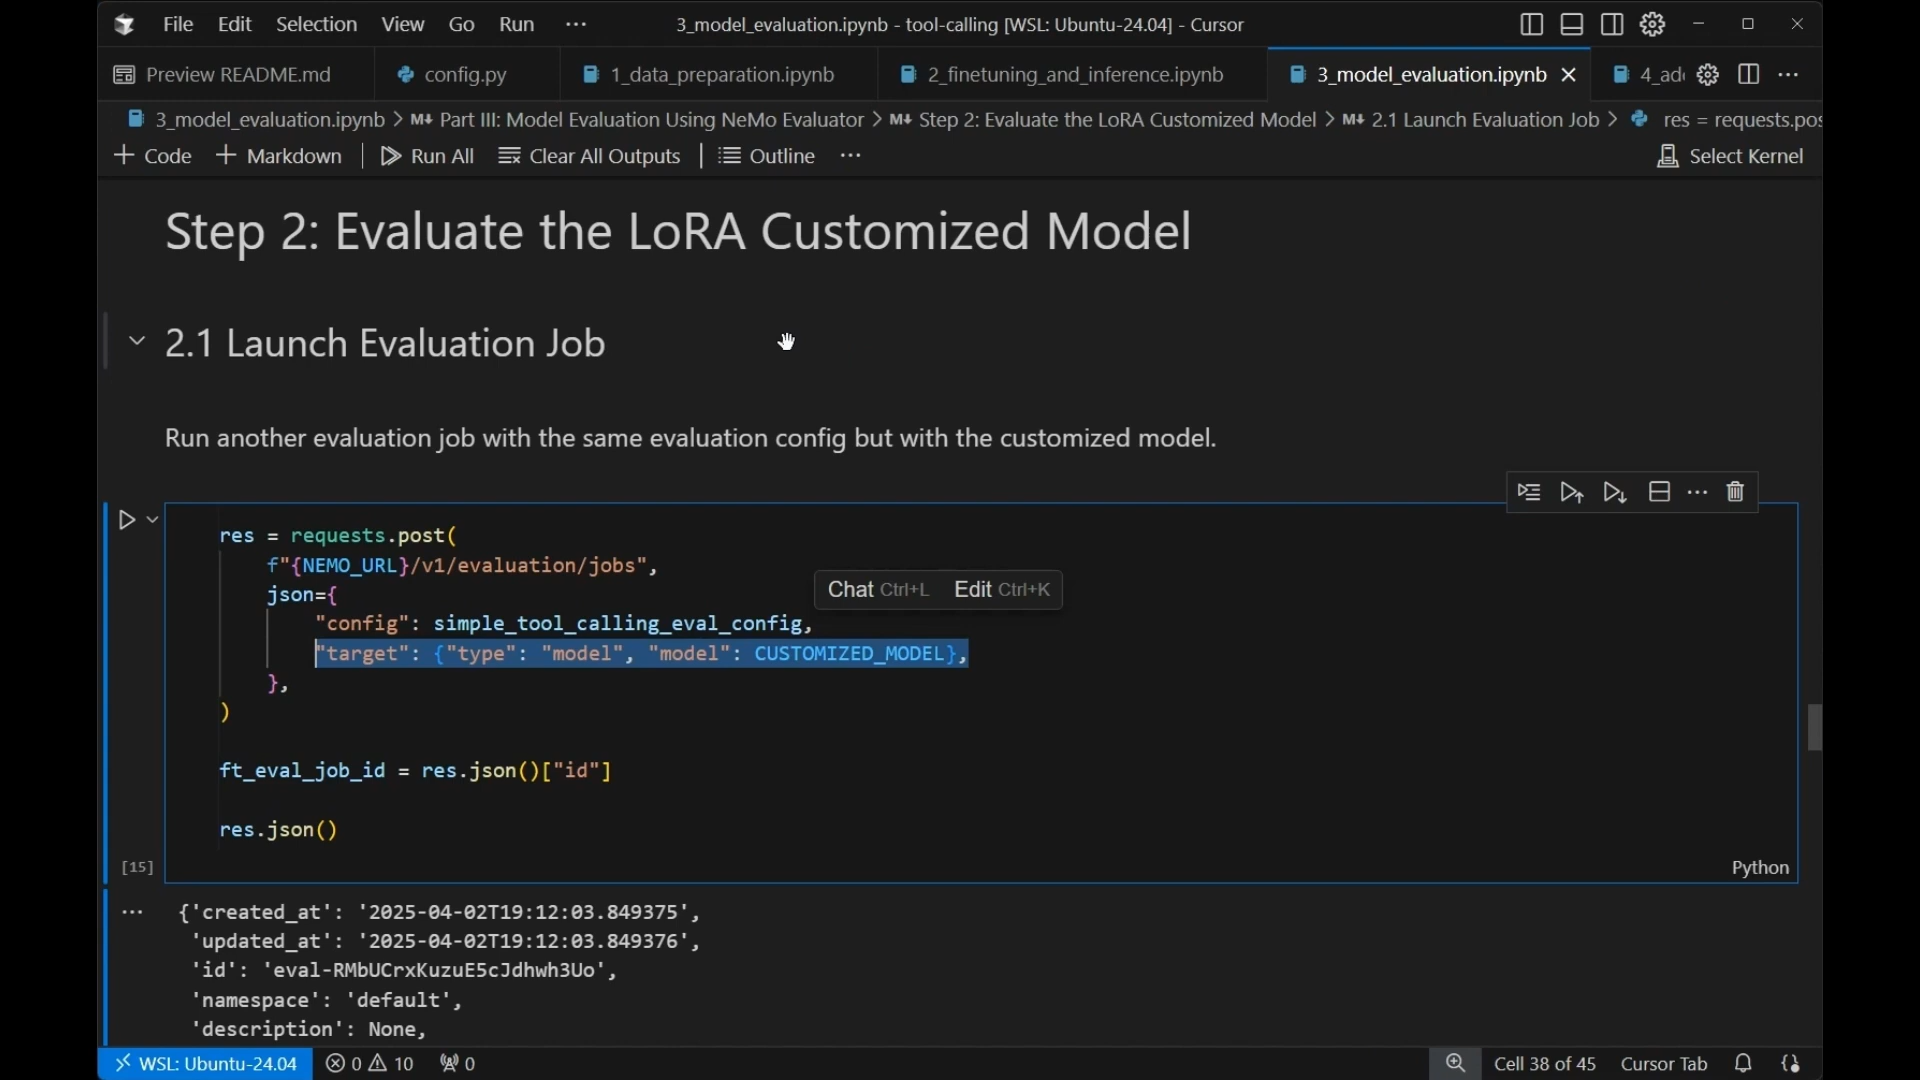 File Edit Selection View Go Run ··· 3_model_evaluation.ipynb - tool-calling [WSL: Ubuntu-24.04] - Cursor
Preview README.md config.py 1_data_preparation.ipynb 2_finetuning_and_inference.ipynb 3_model_evaluation.ipynb 4_ad
3_model_evaluation.ipynb > M↓ Part III: Model Evaluation Using NeMo Evaluator > M↓ Step 2: Evaluate the LoRA Customized Model > M↓ 2.1 Launch Evaluation Job > res = requests.pos
+ Code + Markdown Run All Clear All Outputs Outline ··· Select Kernel
Step 2: Evaluate the LoRA Customized Model
2.1 Launch Evaluation Job
Run another evaluation job with the same evaluation config but with the customized model.
res = requests.post(
f"{NEMO_URL}/v1/evaluation/jobs",
json={
Chat Ctrl+L Edit Ctrl+K
"config": simple_tool_calling_eval_config,
"target": {"type": "model", "model": CUSTOMIZED_MODEL},
},
)
ft_eval_job_id = res.json()["id"]
res.json()
[15] Python
{'created_at': '2025-04-02T19:12:03.849375',
'updated_at': '2025-04-02T19:12:03.849376',
'id': 'eval-RMbUCrxKuzuE5cJdhwh3Uo',
'namespace': 'default',
'description': None,
WSL: Ubuntu-24.04 0 10 0 Cell 38 of 45 Cursor Tab